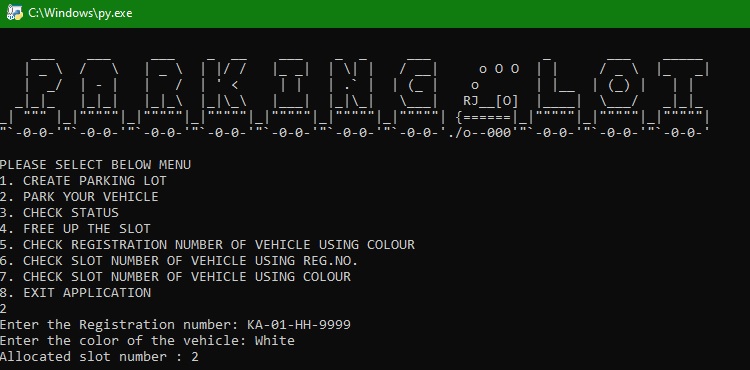 C:\Windows\py.exe
PARKING LOT
RJ
PLEASE SELECT BELOW MENU
1. CREATE PARKING LOT
2. PARK YOUR VEHICLE
3. CHECK STATUS
4. FREE UP THE SLOT
5. CHECK REGISTRATION NUMBER OF VEHICLE USING COLOUR
6. CHECK SLOT NUMBER OF VEHICLE USING REG.NO.
7. CHECK SLOT NUMBER OF VEHICLE USING COLOUR
8. EXIT APPLICATION
2
Enter the Registration number: KA-01-HH-9999
Enter the color of the vehicle: White
Allocated slot number : 2